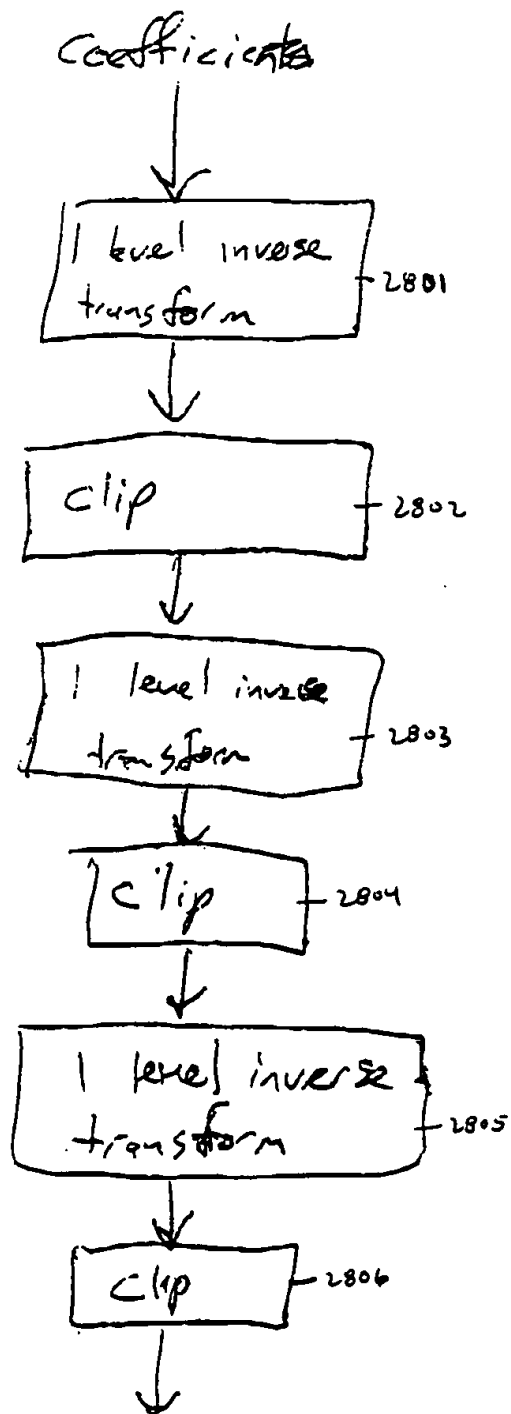 Coefficients
1 level inverse
transform
2801
clip
2802
1 level inverse
transform
2803
clip
2804
1 level inverse
transform
2805
clip
2806